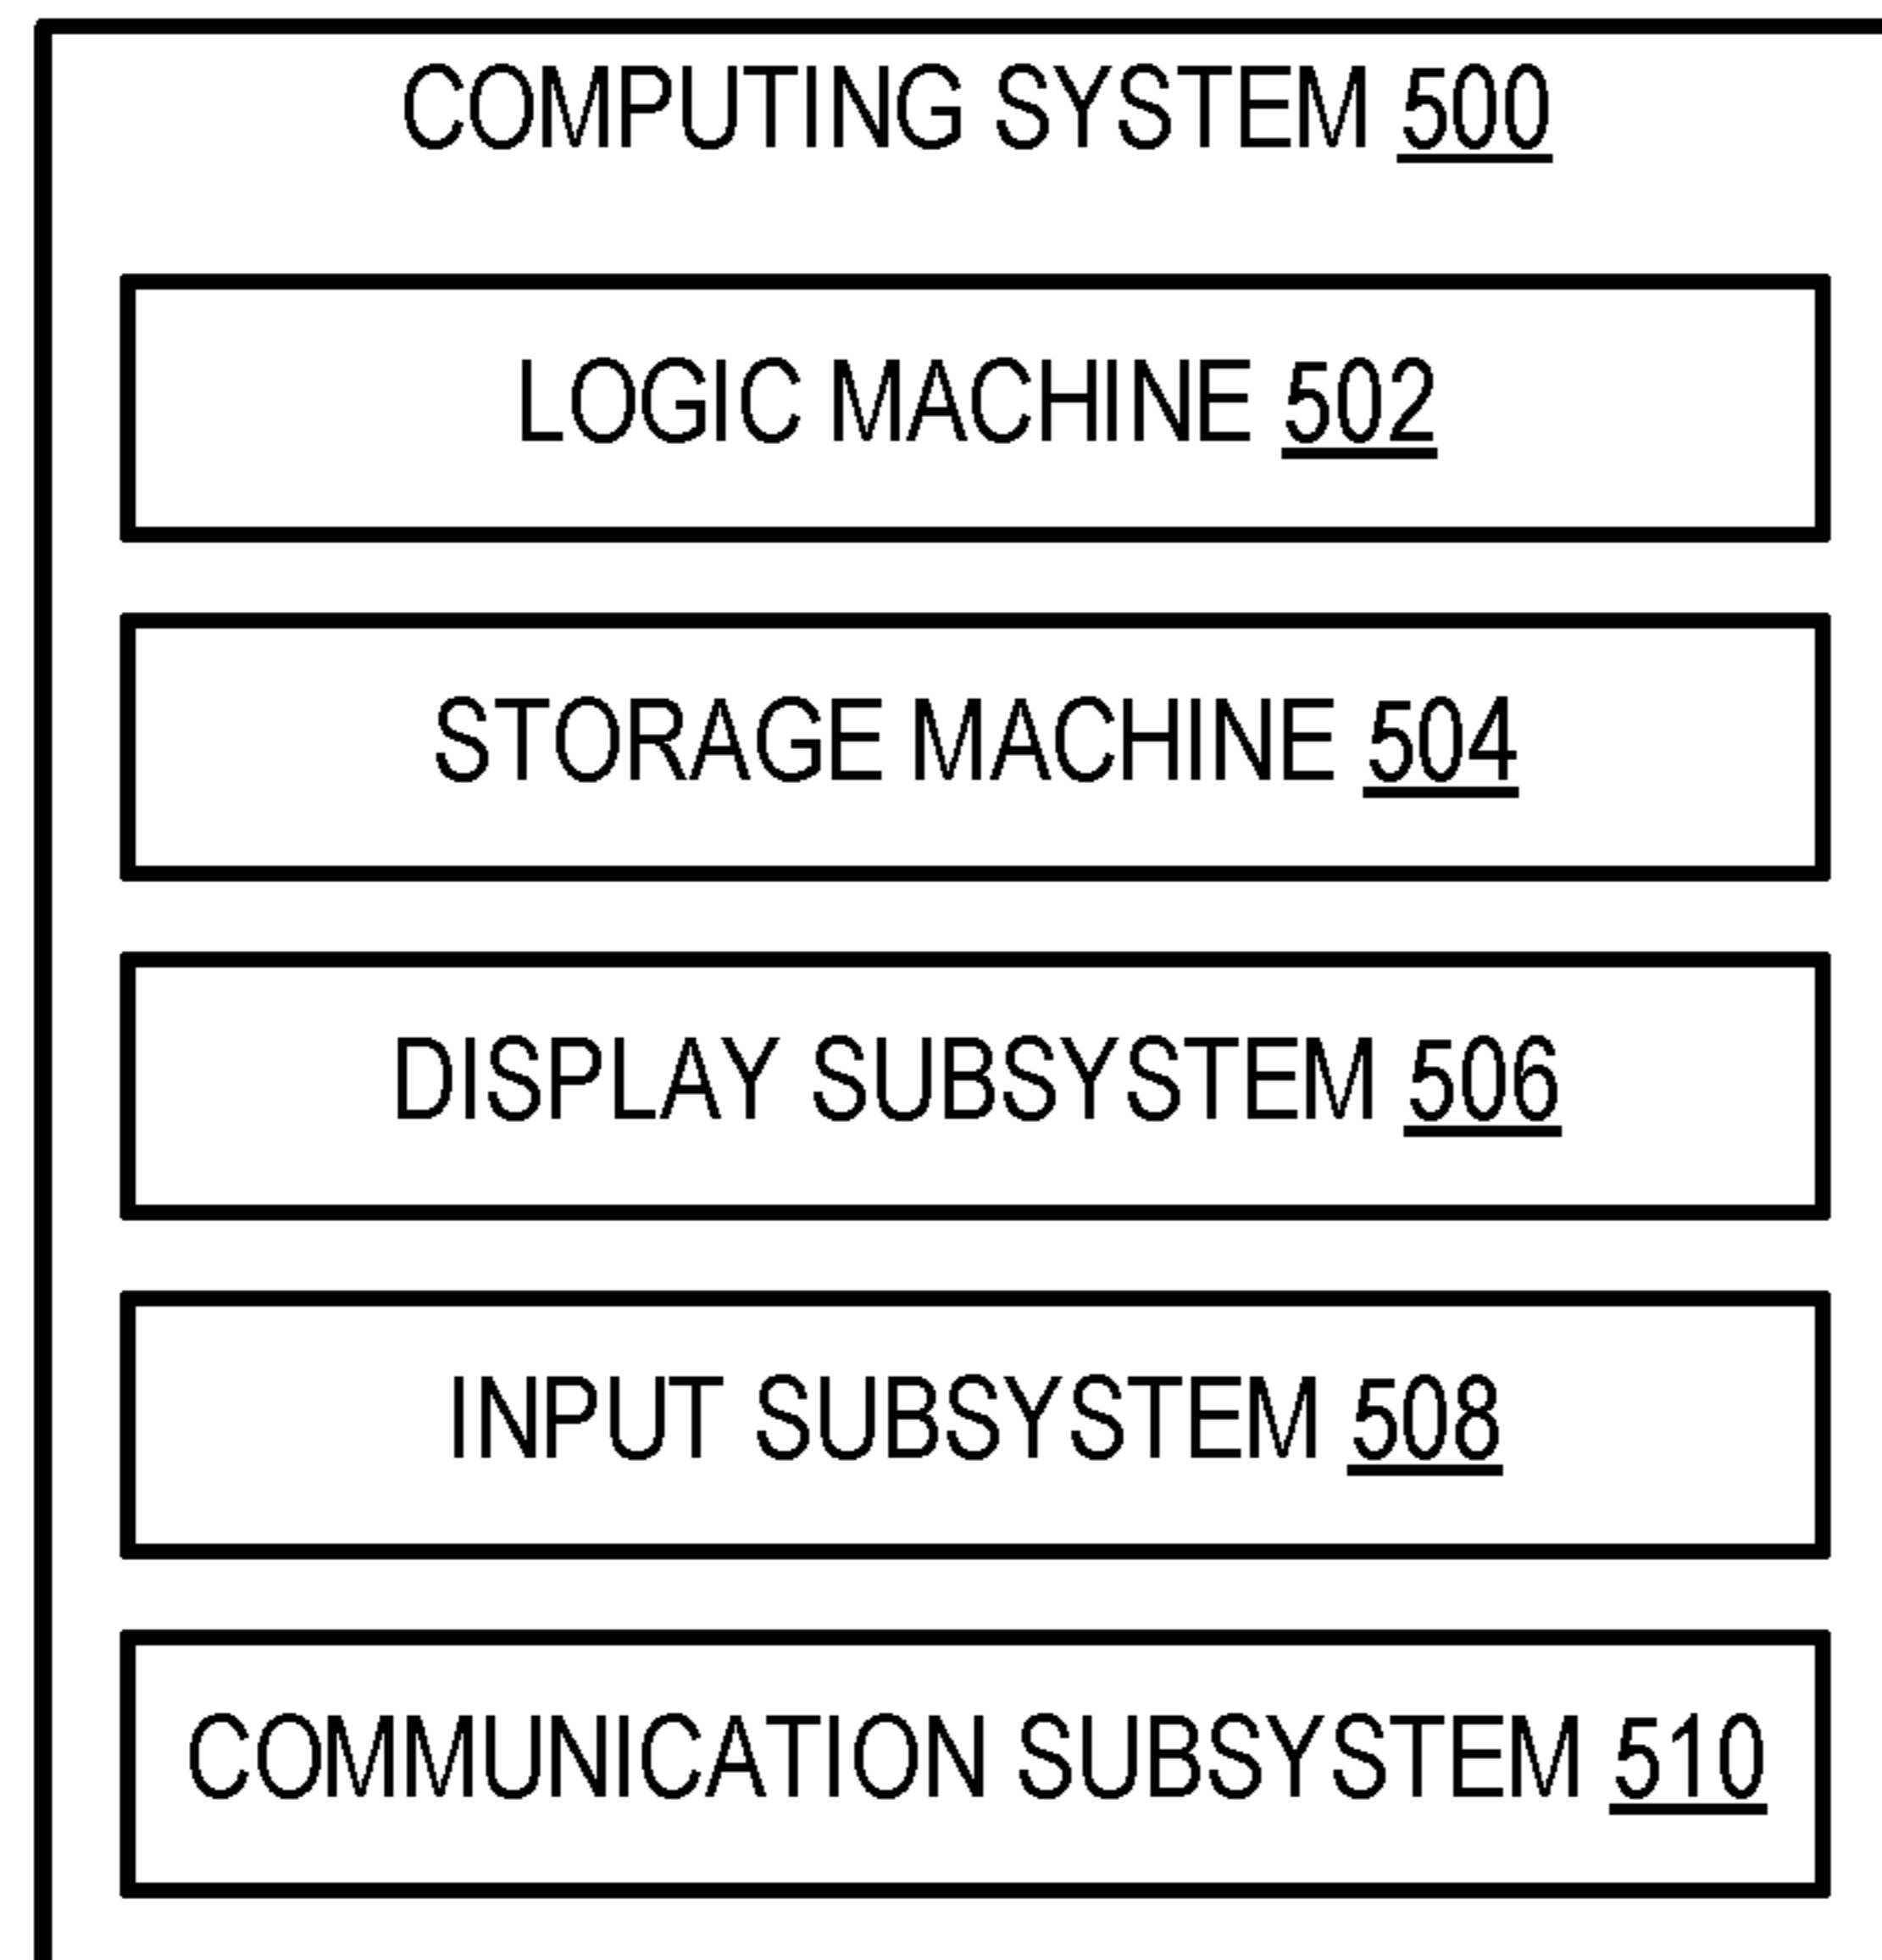 COMPUTING SYSTEM 500
LOGIC MACHINE 502
STORAGE MACHINE 504
DISPLAY SUBSYSTEM 506
INPUT SUBSYSTEM 508
COMMUNICATION SUBSYSTEM 510